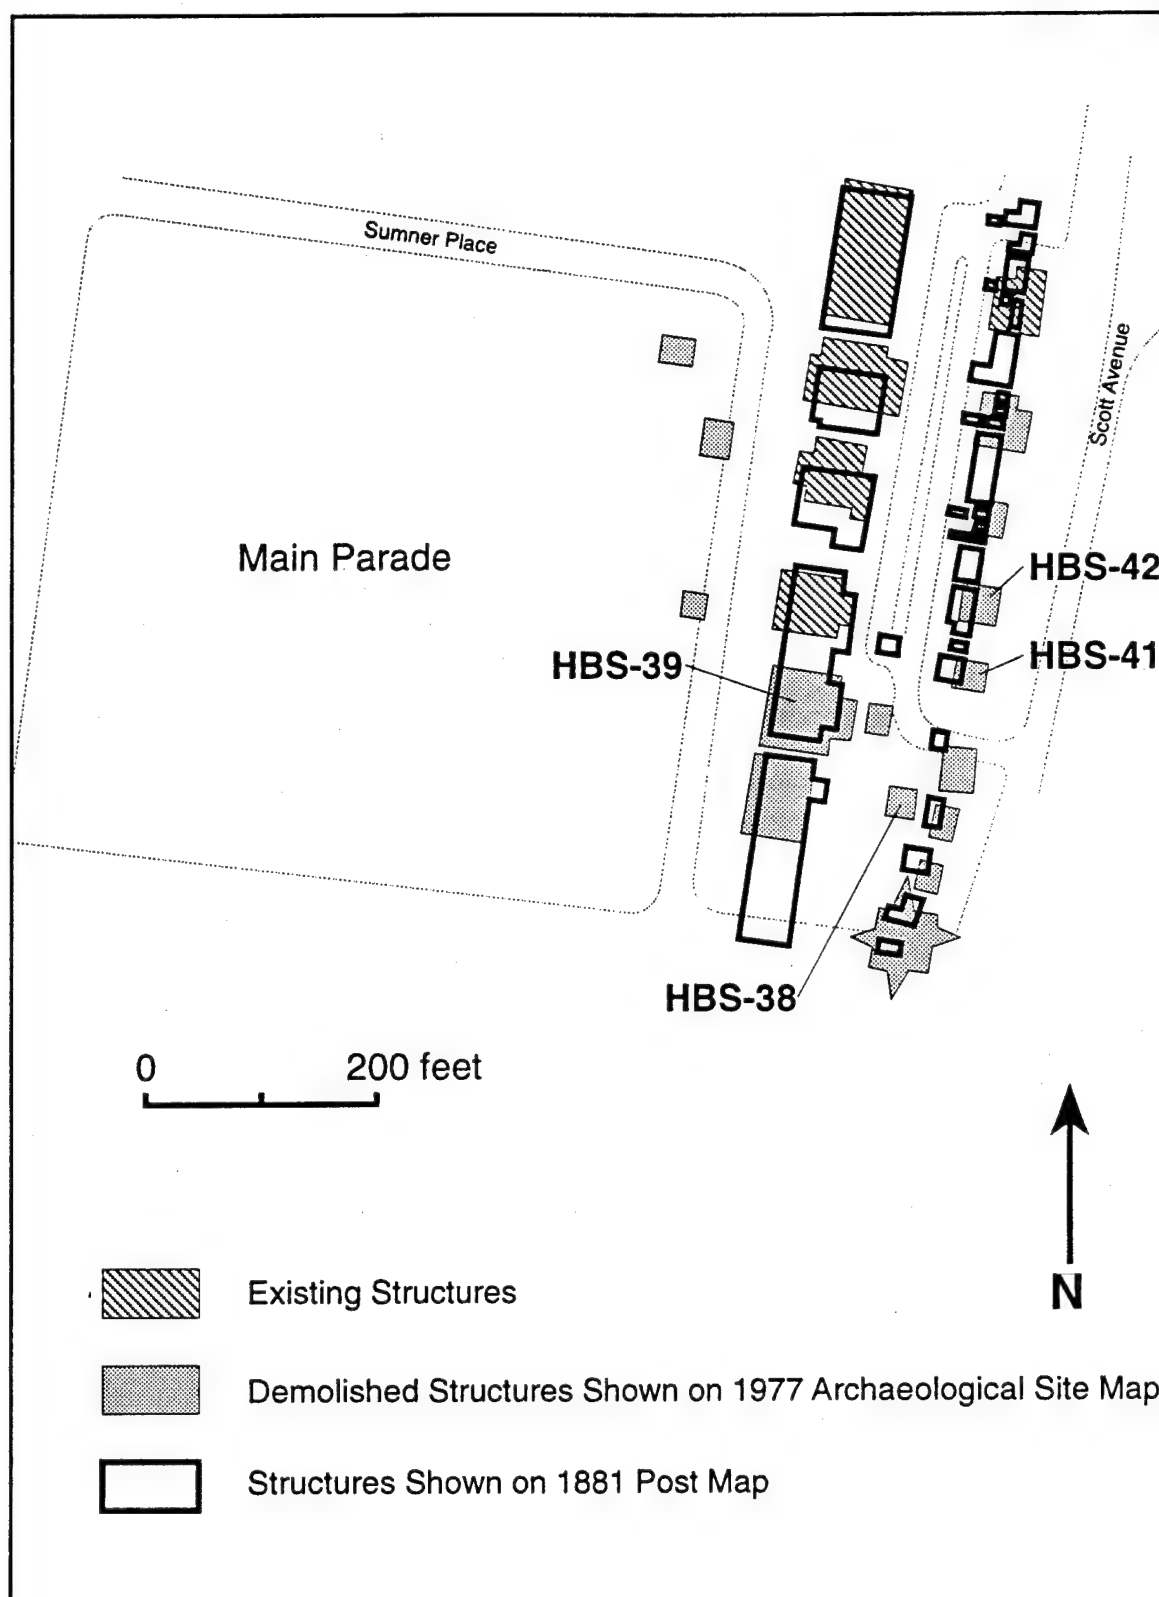 Sumner Place
Scott Avenue
Main Parade
HBS-42
HBS-39
HBS-41
HBS-38
0 200 feet
N
Existing Structures
Demolished Structures Shown on 1977 Archaeological Site Map
Structures Shown on 1881 Post Map